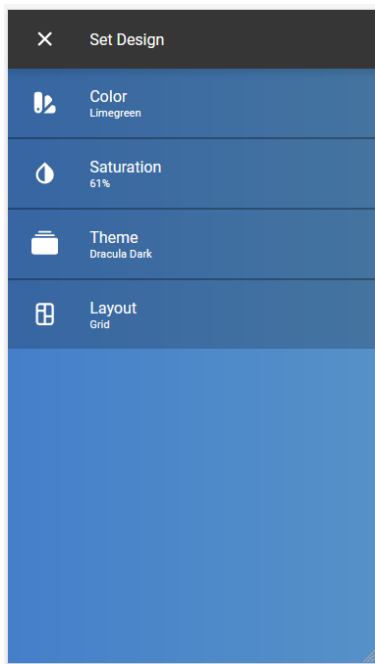 Set Design
Color
Limegreen
Saturation
61%
Theme
Dracula Dark
Layout
Grid